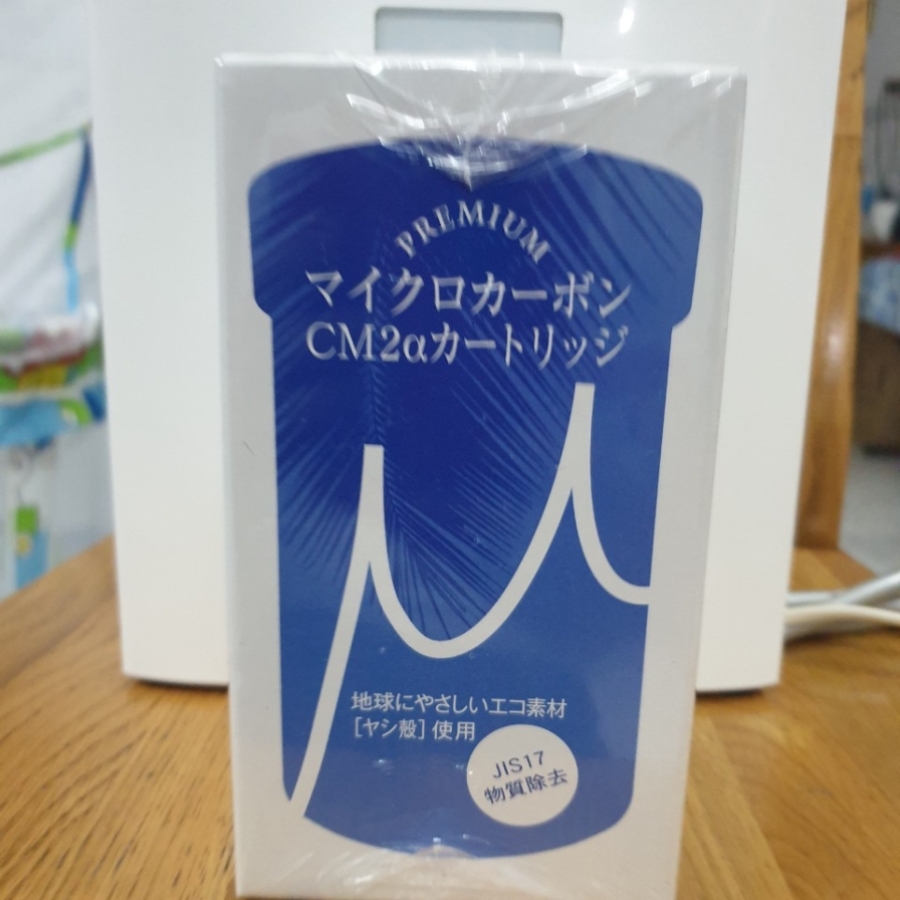 PREMIUM
マイクロカーボン
CM2αカートリッジ
μ
地球にやさしいエコ素材
[ヤシ殻]使用
JIS17
物質除去